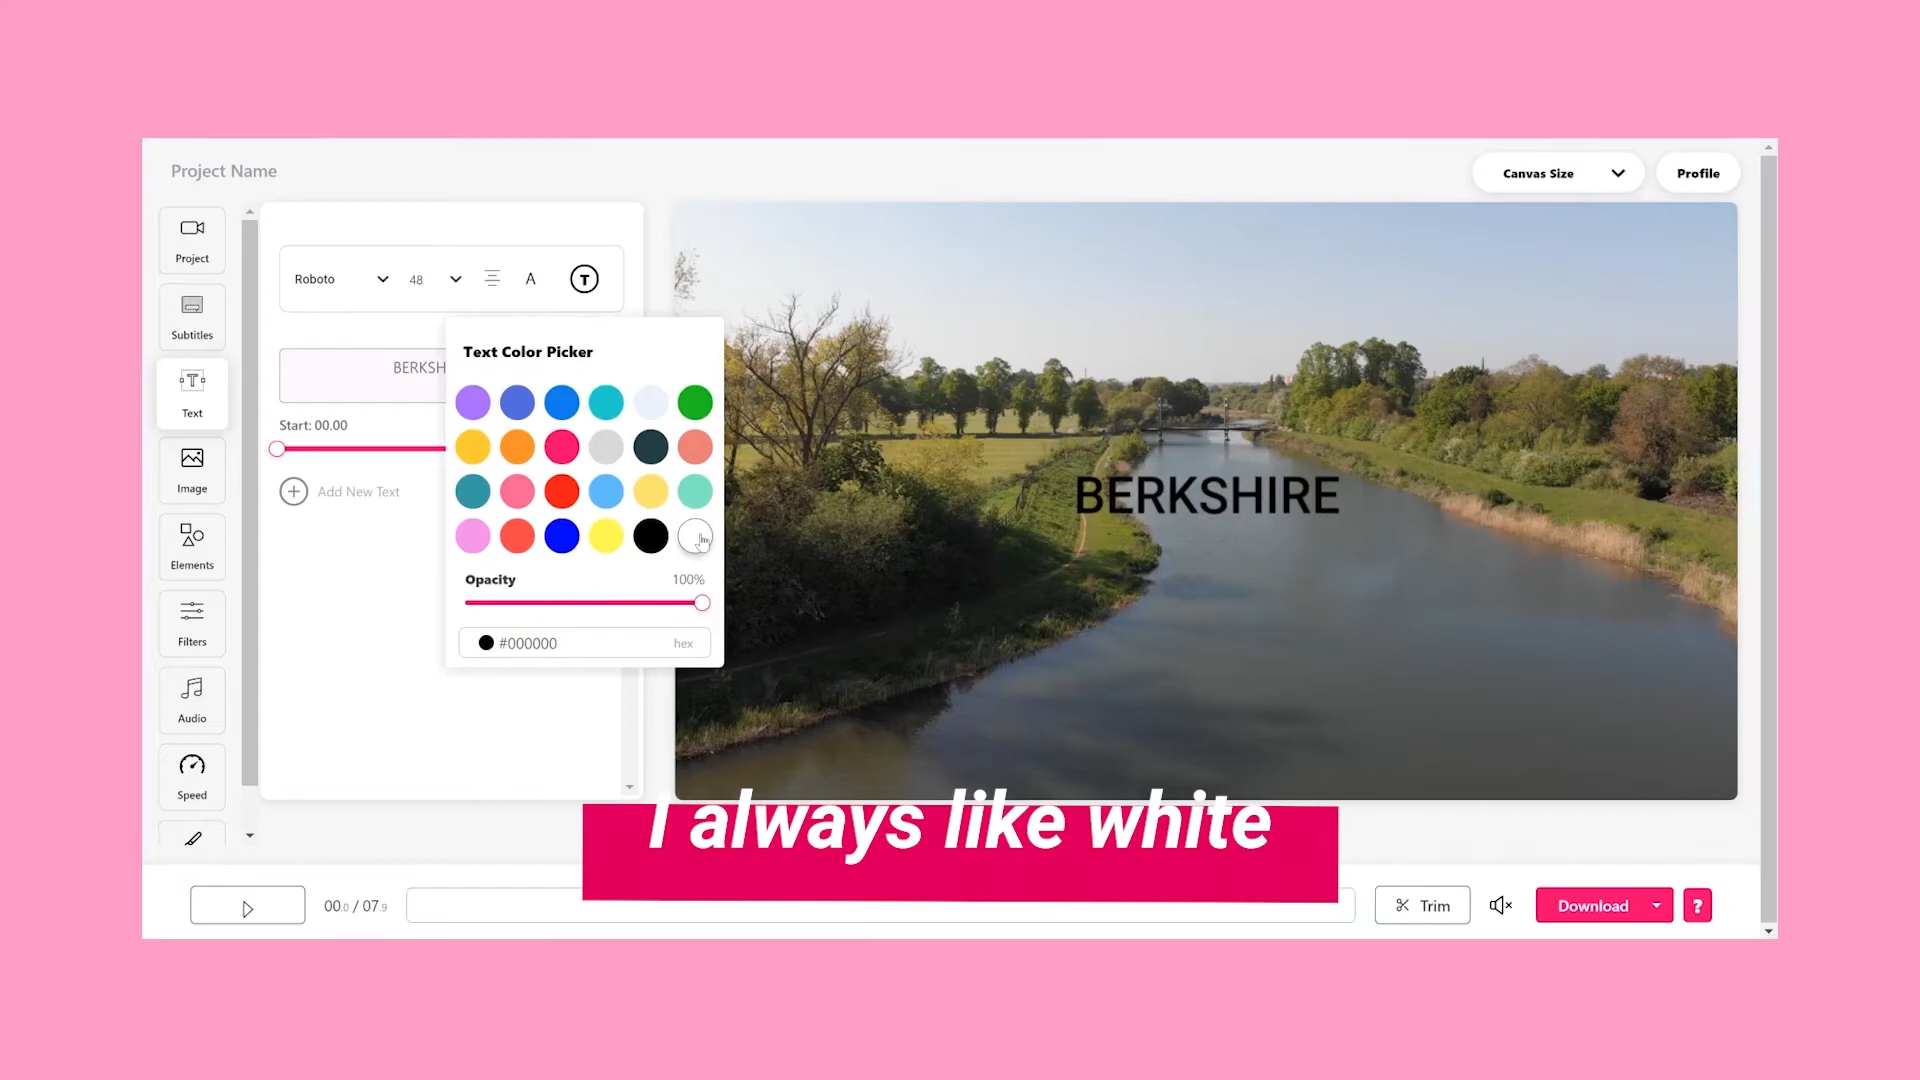 Project Name
Canvas Size
Profile
Project
Subtitles
Text
Image
Elements
Filters
Audio
Speed
Roboto
48
A
T
BERKSH
Start: 00.00
Add New Text
Text Color Picker
Opacity
100%
#000000
hex
BERKSHIRE
I always like white
00.0 / 07.9
Trim
Download
?